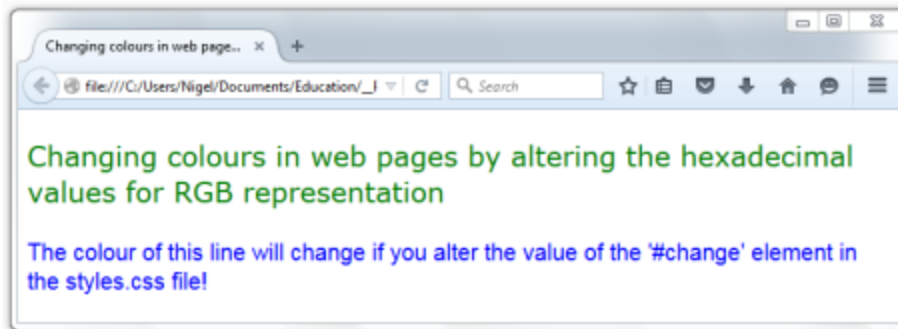 Changing colours in web page...
file:///C:/Users/Nigel/Documents/Education/_
Search
Changing colours in web pages by altering the hexadecimal
values for RGB representation
The colour of this line will change if you alter the value of the '#change' element in
the styles.css file!